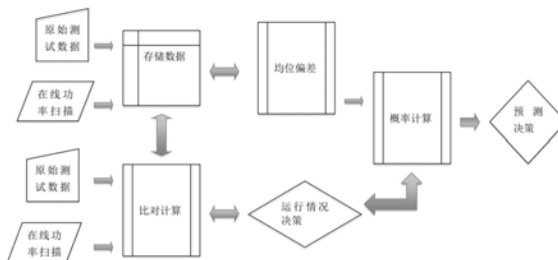 原始测
试数据
存储数据
均位偏差
在线功
率扫描
概率计算
预 测
决策
原始测
试数据
比对计算
运行情况
决策
在线功
率扫描